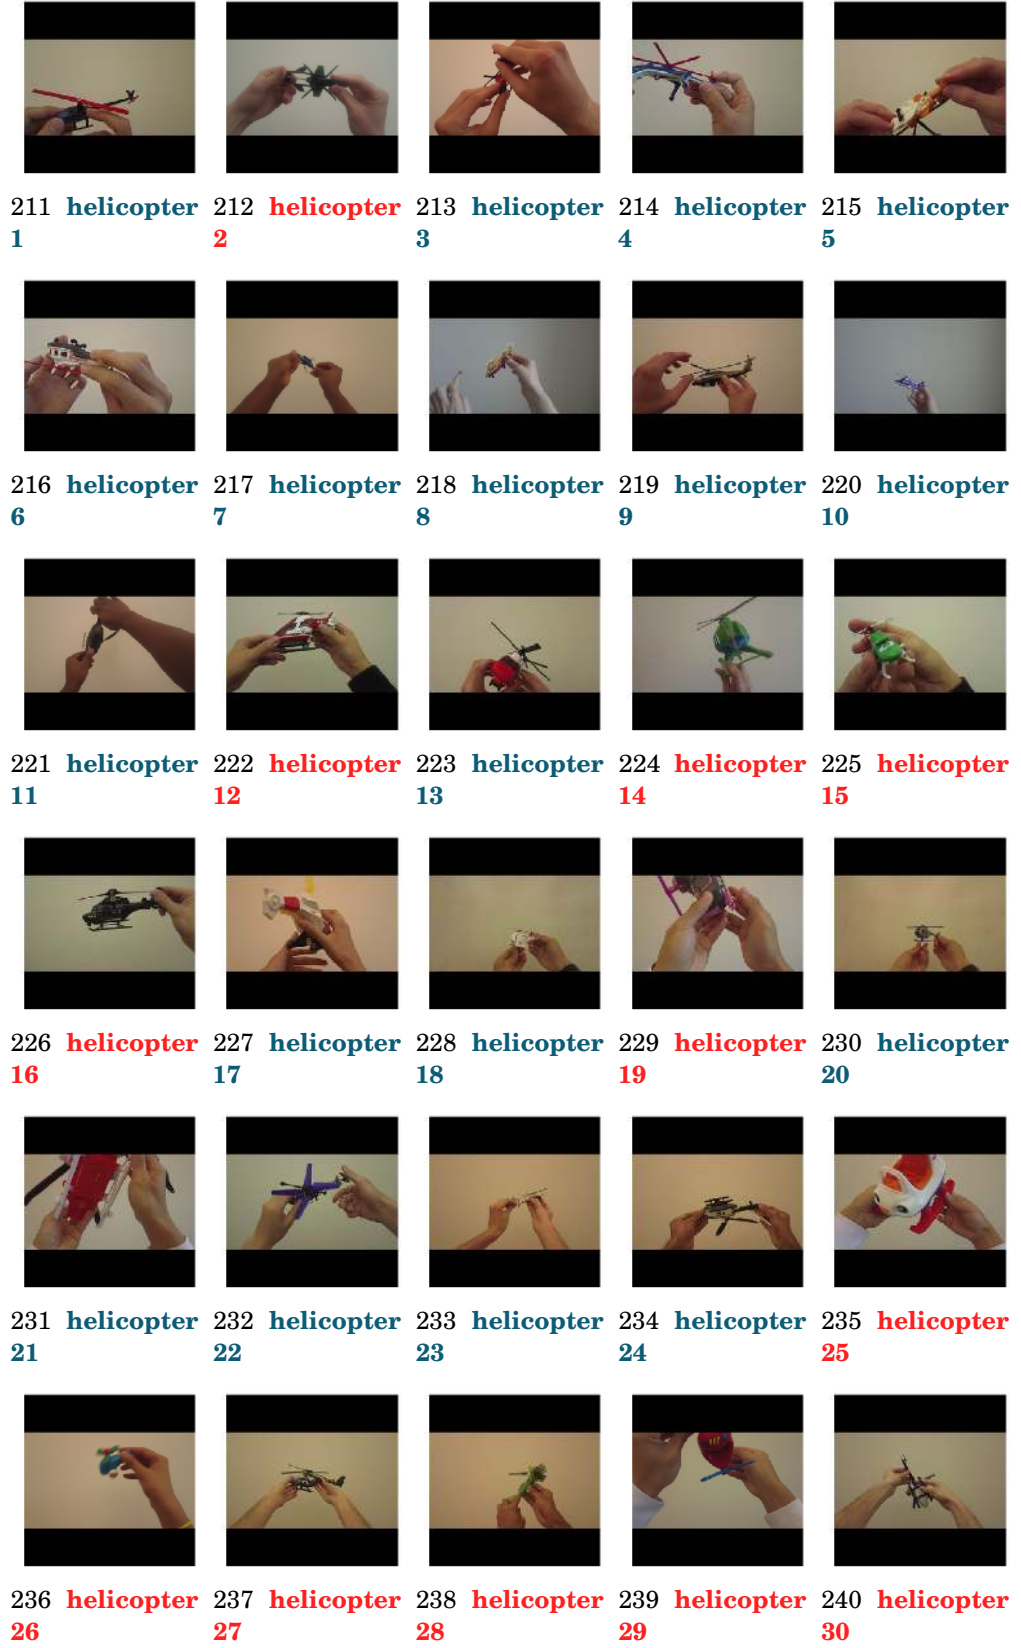 211 helicopter 212 helicopter 213 helicopter 214 helicopter 215 helicopter
1 2 3 4 5
216 helicopter 217 helicopter 218 helicopter 219 helicopter 220 helicopter
6 7 8 9 10
221 helicopter 222 helicopter 223 helicopter 224 helicopter 225 helicopter
11 12 13 14 15
226 helicopter 227 helicopter 228 helicopter 229 helicopter 230 helicopter
16 17 18 19 20
231 helicopter 232 helicopter 233 helicopter 234 helicopter 235 helicopter
21 22 23 24 25
236 helicopter 237 helicopter 238 helicopter 239 helicopter 240 helicopter
26 27 28 29 30